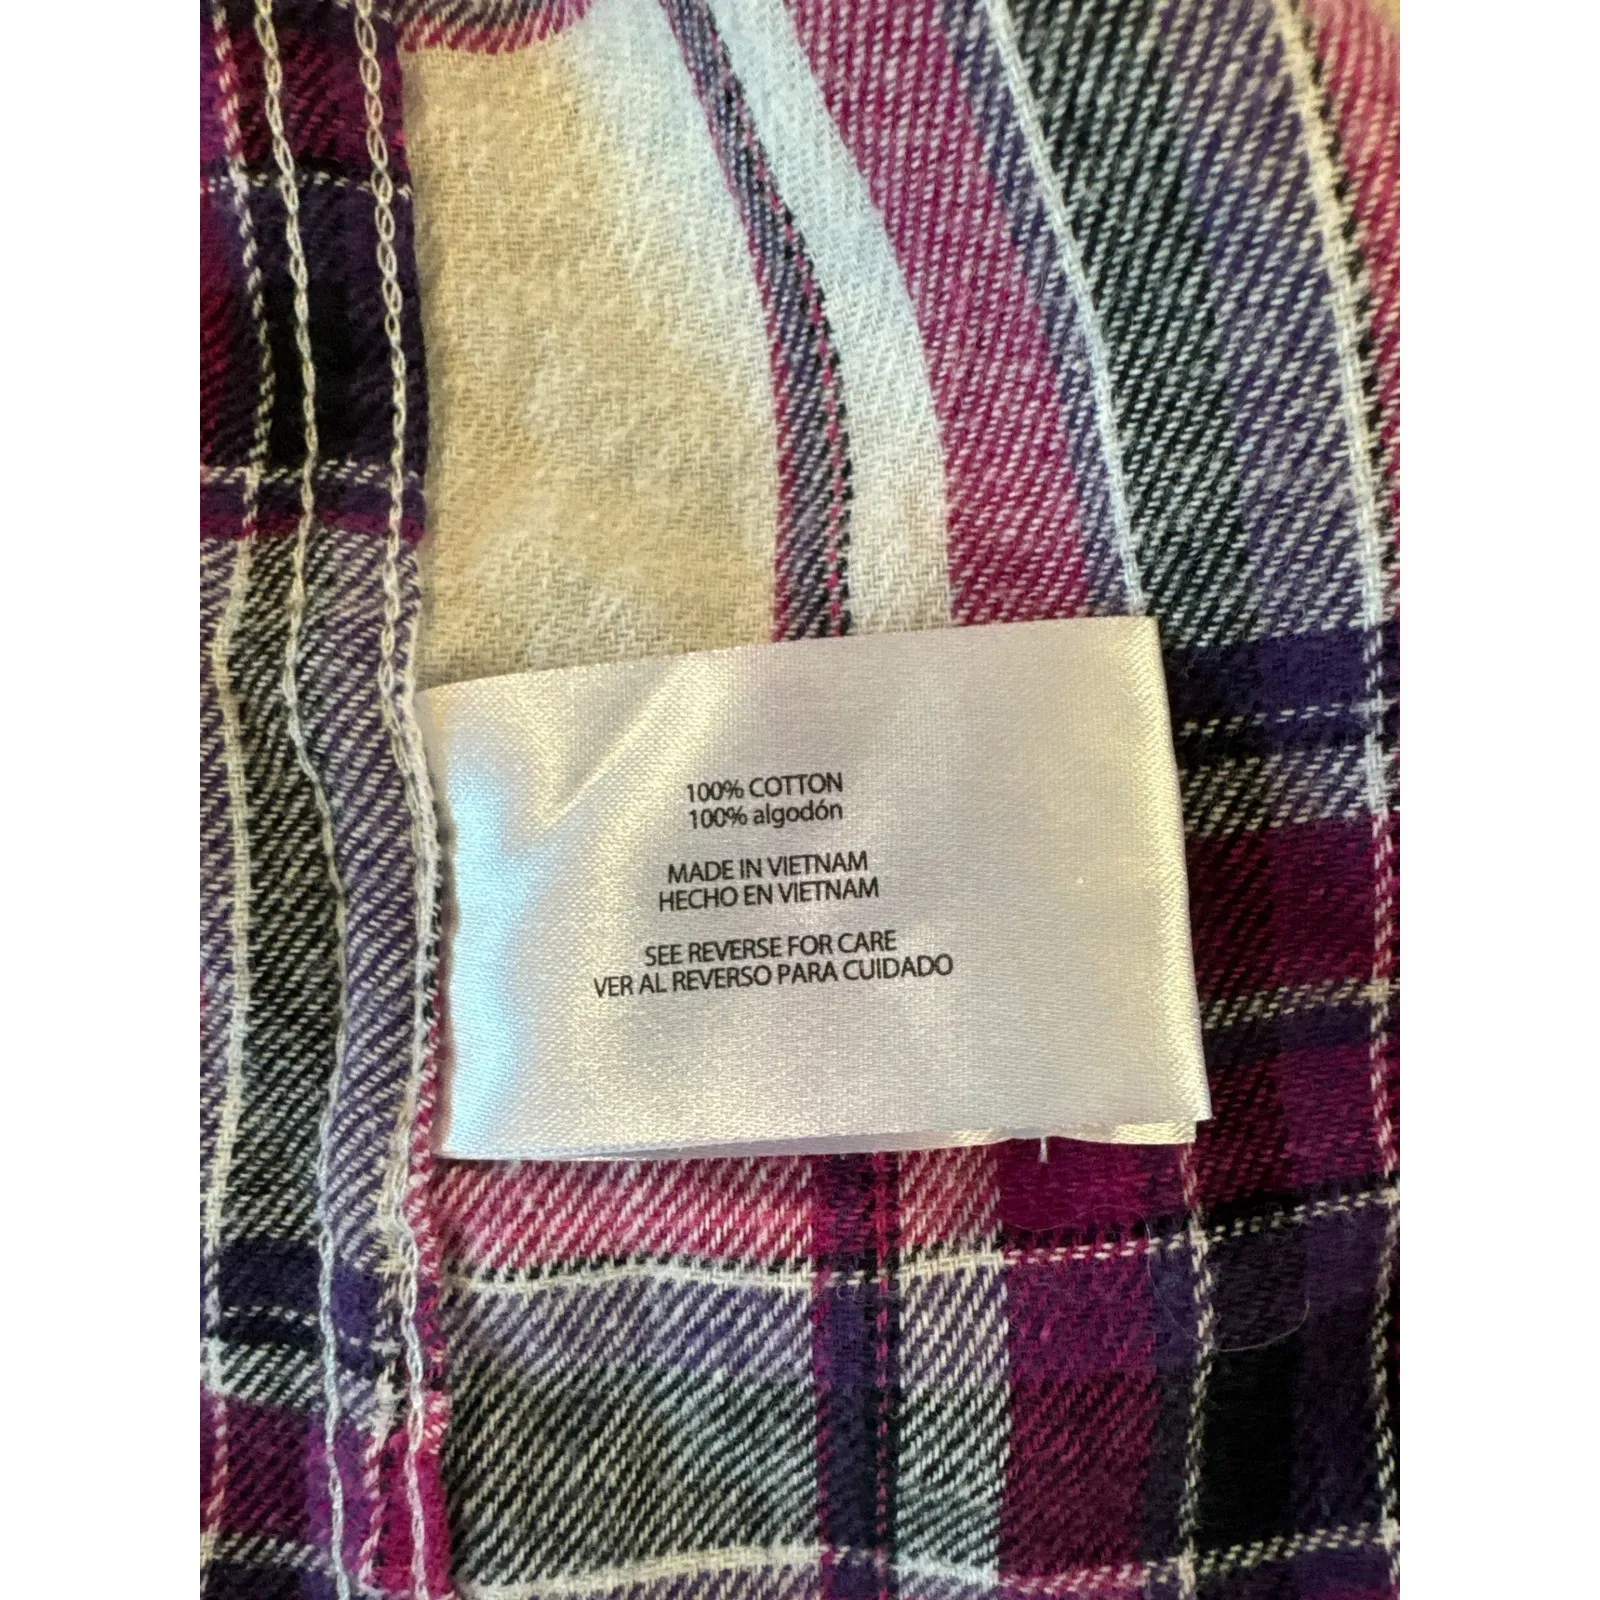 100% COTTON
100% algodón
MADE IN VIETNAM
HECHO EN VIETNAM
SEE REVERSE FOR CARE
VER AL REVERSO PARA CUIDADO